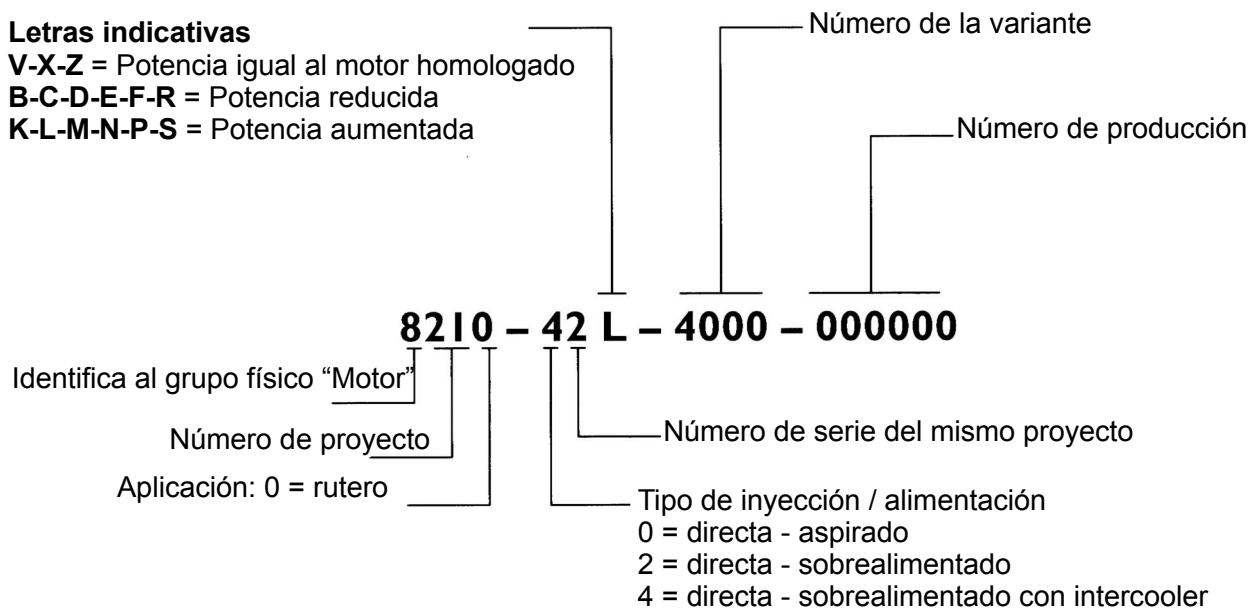 Letras indicativas
V-X-Z = Potencia igual al motor homologado
B-C-D-E-F-R = Potencia reducida
K-L-M-N-P-S = Potencia aumentada
Número de la variante
Número de producción
8210 – 42 L – 4000 – 000000
Identifica al grupo físico “Motor”
Número de proyecto
Aplicación: 0 = rutero
Número de serie del mismo proyecto
Tipo de inyección / alimentación
0 = directa - aspirado
2 = directa - sobrealimentado
4 = directa - sobrealimentado con intercooler